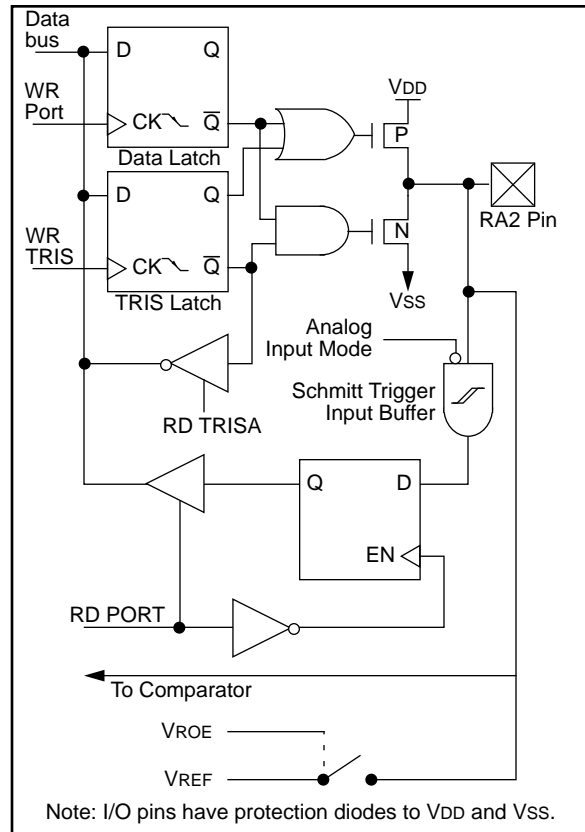 Data
bus
D
Q
VDD
WR
Port
CK
Q
P
Data Latch
D
Q
RA2 Pin
N
WR
TRIS
CK
Q
VSS
TRIS Latch
Analog
Input Mode
Schmitt Trigger
Input Buffer
RD TRISA
Q
D
EN
RD PORT
To Comparator
VROE
VREF
Note: I/O pins have protection diodes to VDD and VSS.